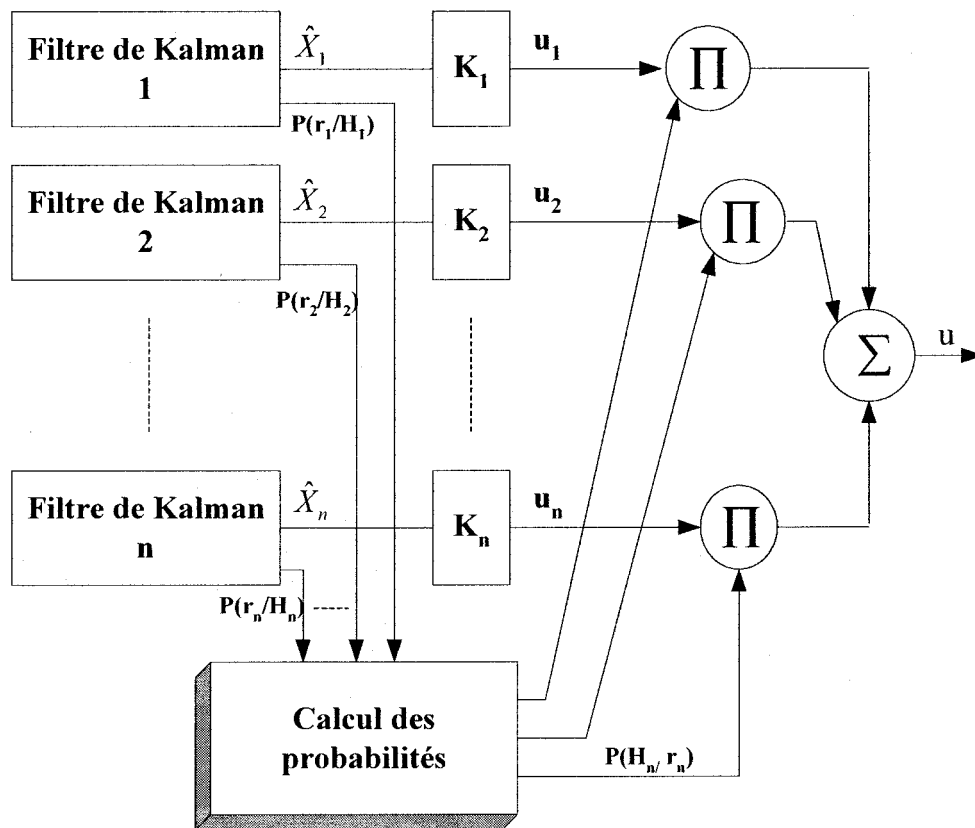 Filtre de Kalman
1
X̂₁
K₁
u₁
∏
P(r₁/H₁)
Filtre de Kalman
2
X̂₂
K₂
u₂
∏
P(r₂/H₂)
∑
u
Filtre de Kalman
n
X̂ₙ
Kₙ
uₙ
∏
P(rₙ/Hₙ)
Calcul des
probabilités
P(Hₙ/ rₙ)